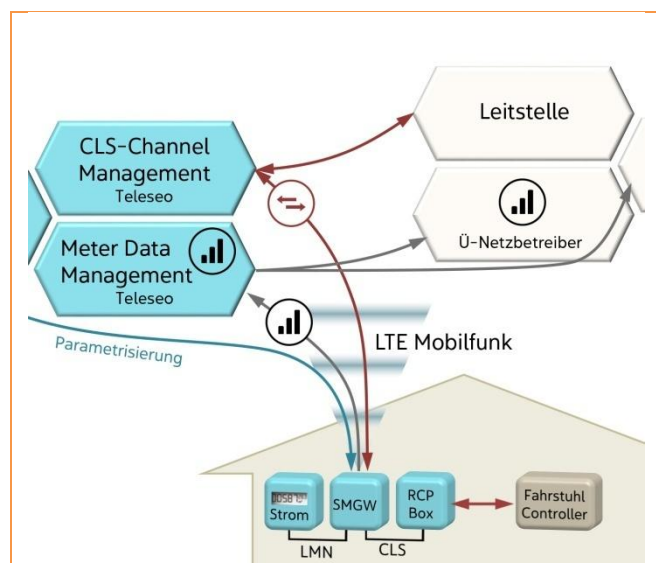 CLS-Channel
Management
Teleseo
Leitstelle
Meter Data
Management
Teleseo
Ü-Netzbetreiber
Parametrisierung
LTE Mobilfunk
Strom
SMGW
RCP
Box
Fahrstuhl
Controller
LMN
CLS